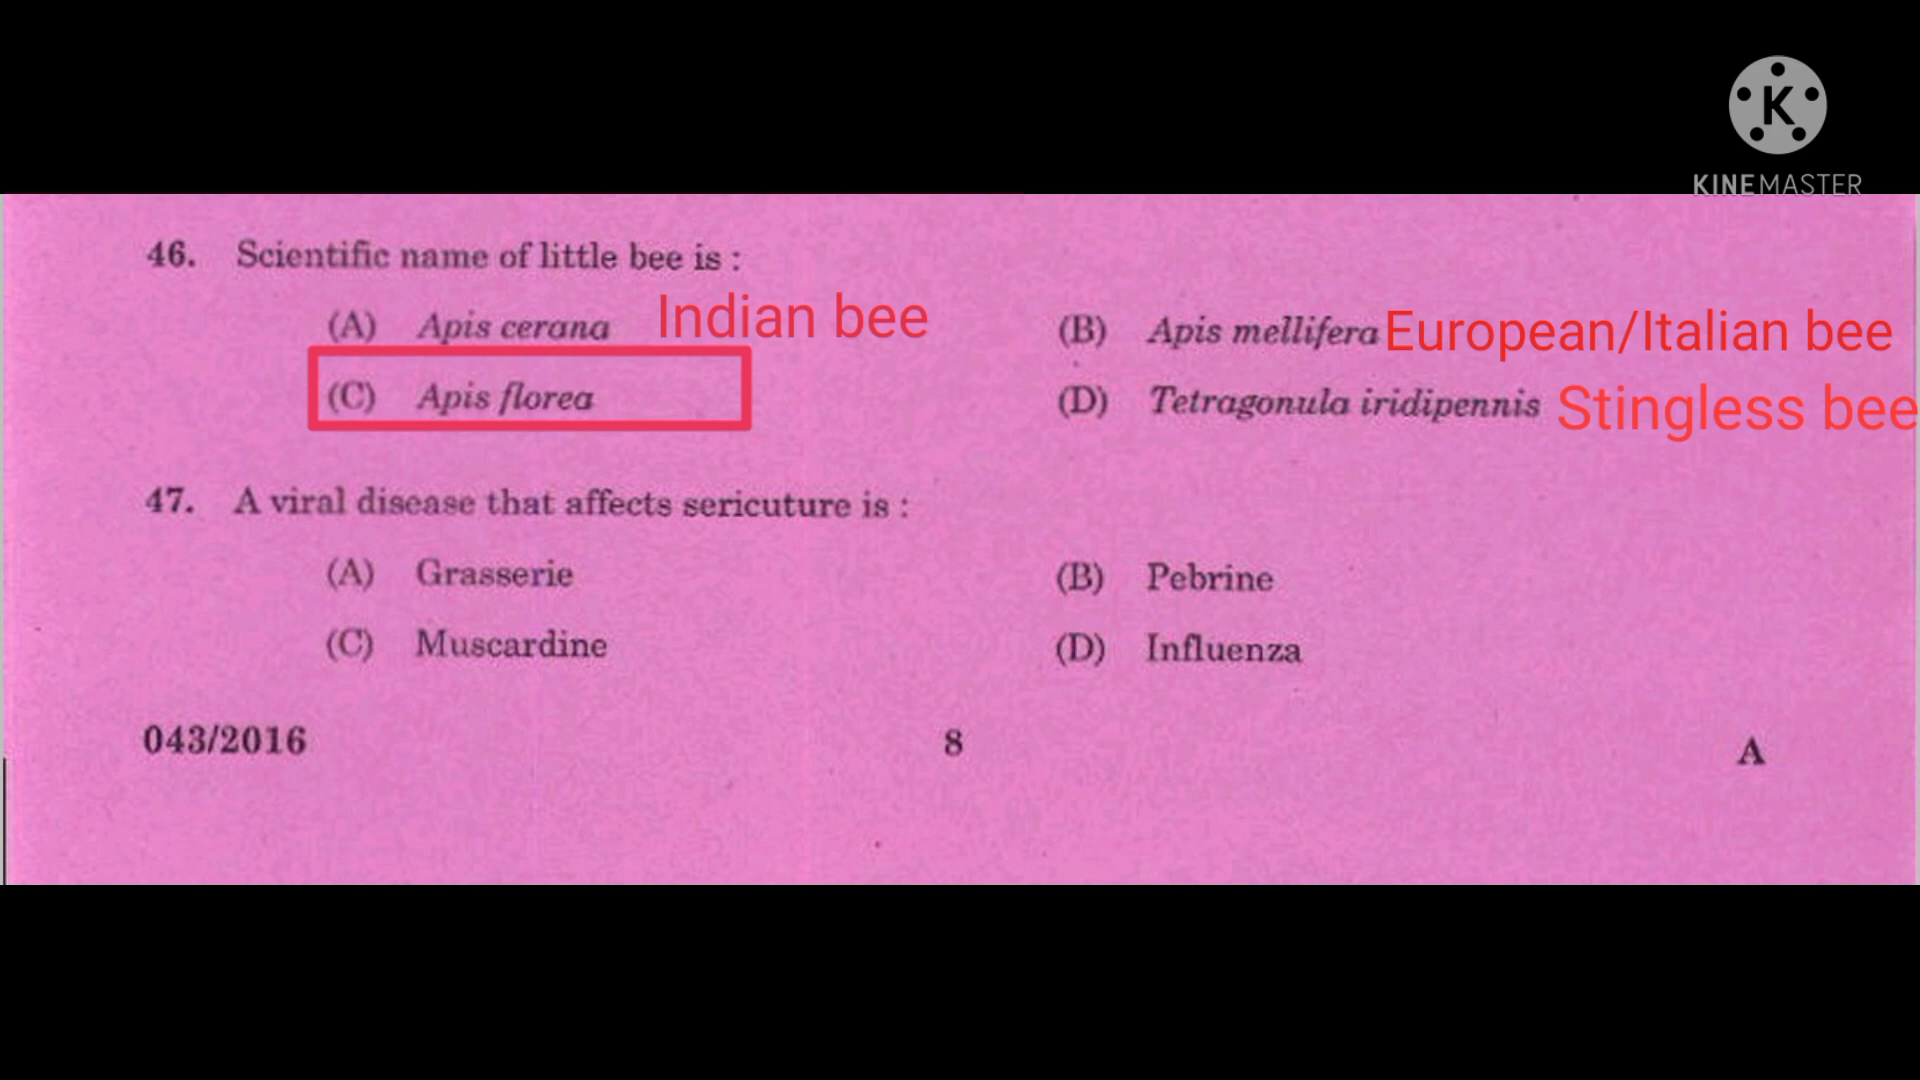 KINEMASTER
46. Scientific name of little bee is :
(A) Apis cerana Indian bee (B) Apis mellifera European/Italian bee
(C) Apis florea (D) Tetragonula iridipennis Stingless bee
47. A viral disease that affects sericuture is :
(A) Grasserie (B) Pebrine
(C) Muscardine (D) Influenza
043/2016 8 A